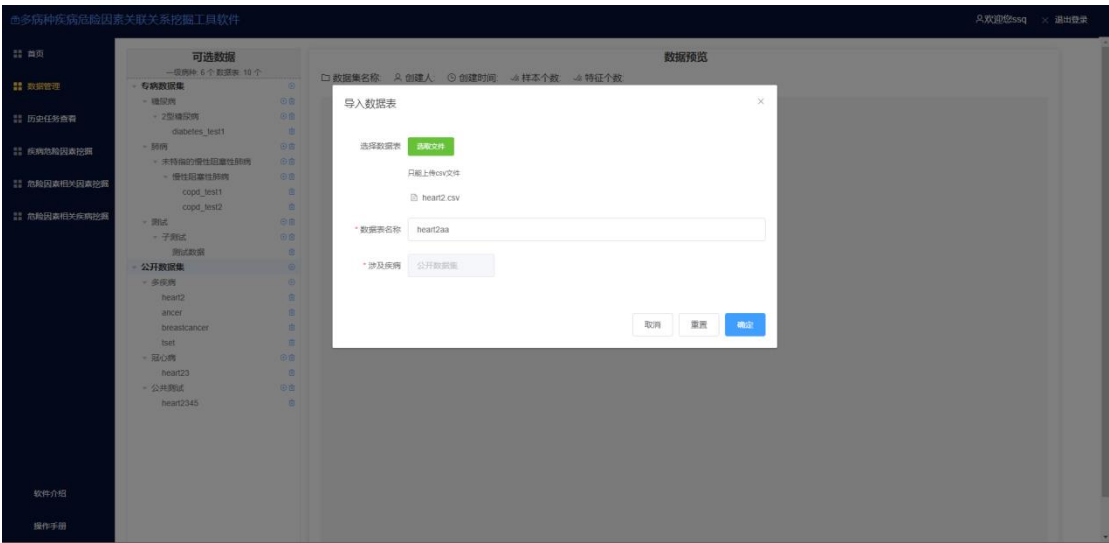 多病种疾病危险因素关联关系挖掘工具软件
欢迎您ssq
退出登录
首页
数据管理
历史任务查看
疾病危险因素挖掘
危险因素相关因素挖掘
危险因素相关疾病挖掘
软件介绍
操作手册
可选数据
一级病种: 6 个 数据表: 10 个
专病数据集
糖尿病
2型糖尿病
diabetes_test1
肺病
未特指的慢性阻塞性肺病
慢性阻塞性肺病
copd_test1
copd_test2
测试
子测试
测试数据
公开数据集
多疾病
heart2
ancer
breastcancer
tset
冠心病
heart23
公共测试
heart2345
数据预览
数据集名称: 创建人: 创建时间: 样本个数: 特征个数:
导入数据表
选择数据表 选取文件
只能上传csv文件
heart2.csv
* 数据表名称 heart2aa
* 涉及疾病 公开数据集
取消 重置 确定